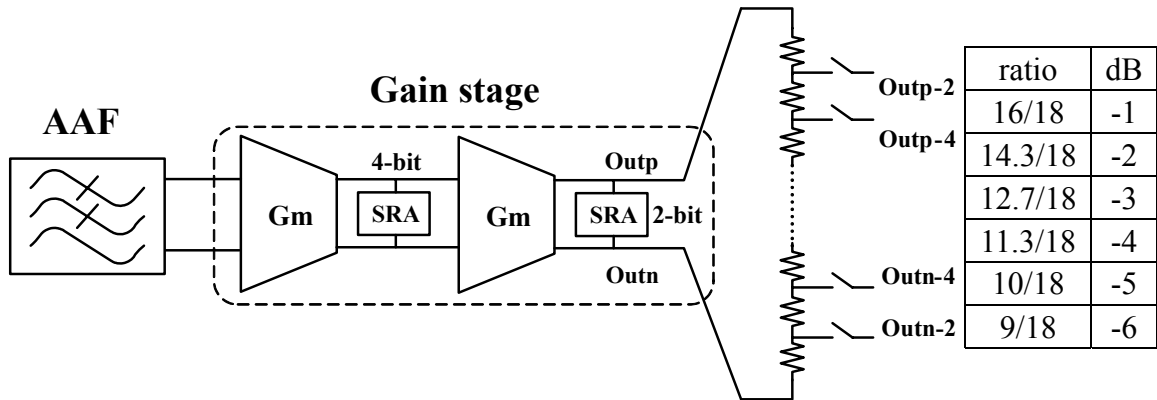 AAF
Gain stage
Gm
4-bit
SRA
Gm
Outp
SRA
2-bit
Outn
Outp-2
Outp-4
Outn-4
Outn-2
ratio dB
16/18 -1
14.3/18 -2
12.7/18 -3
11.3/18 -4
10/18 -5
9/18 -6